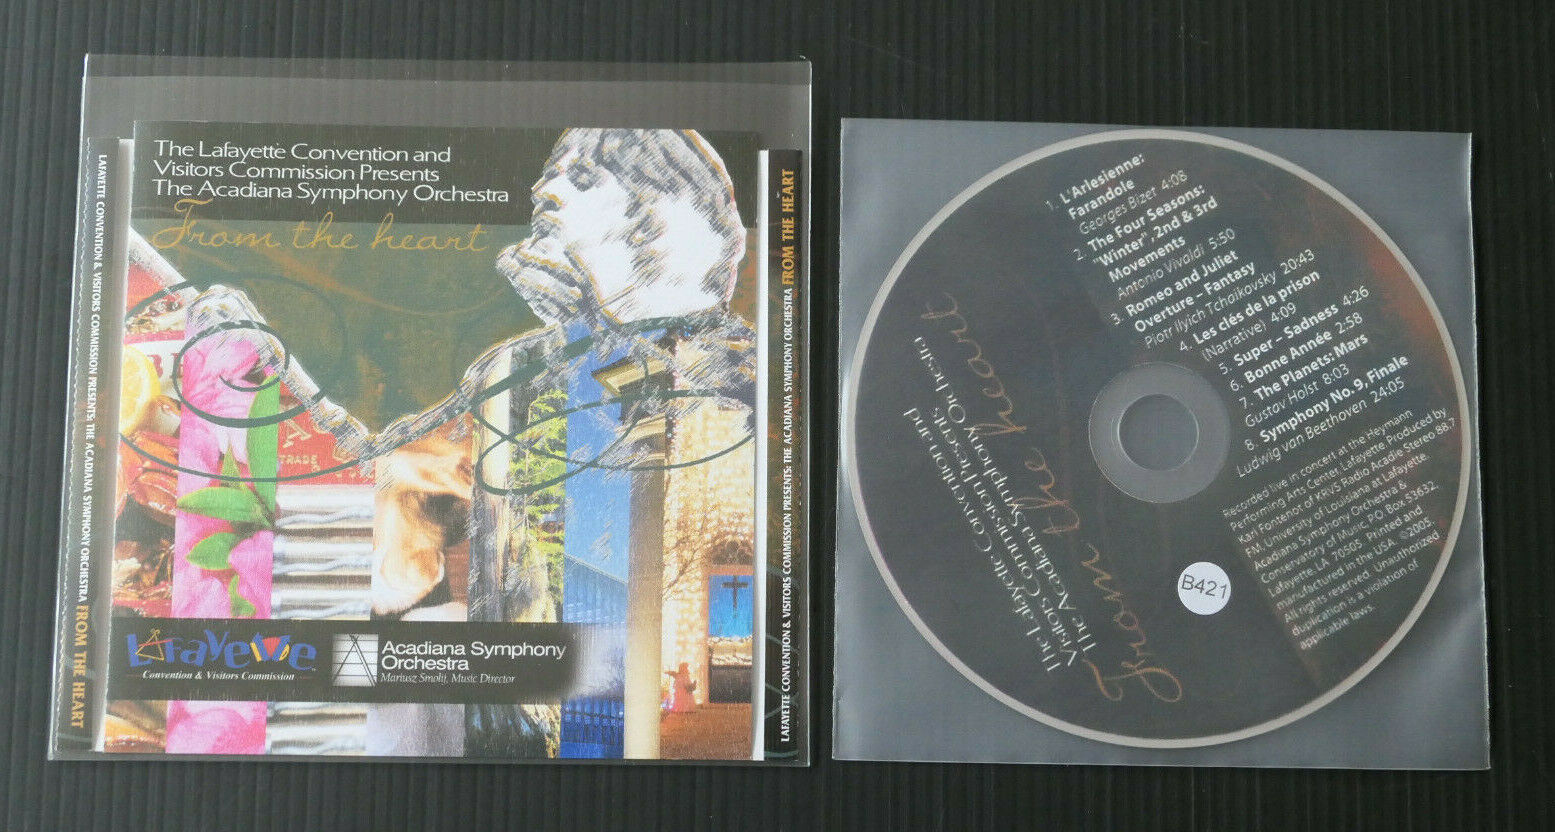 The Lafayette Convention and
Visitors Commission Presents
The Acadiana Symphony Orchestra
From the heart
LAFAYETTE CONVENTION & VISITORS COMMISSION PRESENTS: THE ACADIANA SYMPHONY ORCHESTRA FROM THE HEART
TRADE
Lafayette
Convention & Visitors Commission
Acadiana Symphony
Orchestra
Mariusz Smolij, Music Director
LAFAYETTE CONVENTION & VISITORS COMMISSION PRESENTS: THE ACADIANA SYMPHONY ORCHESTRA FROM THE HEART
The Lafayette Convention and
Visitors Commission Presents
The Acadiana Symphony Orchestra
From the heart
1. L'Arlesienne:
Farandole
Georges Bizet 4:08
2. The Four Seasons:
"Winter", 2nd & 3rd
Movements
Antonio Vivaldi 5:50
3. Romeo and Juliet
Overture – Fantasy
Piotr Ilyich Tchaikovsky 20:43
4. Les clés de la prison
(Narrative) 4:09
5. Super – Sadness 4:26
6. Bonne Année 2:58
7. The Planets: Mars
Gustav Holst 8:03
8. Symphony No. 9, Finale
Ludwig van Beethoven 24:05
Recorded live in concert at the Heymann
Performing Arts Center, Lafayette Produced by
Karl Fontenot of KRVS Radio Acadie Stereo 88.7
FM, University of Louisiana at Lafayette
Acadiana Symphony Orchestra &
Conservatory of Music, P.O. Box 53632,
Lafayette, LA 70505. Printed and
manufactured in the USA. ©2005.
All rights reserved. Unauthorized
duplication is a violation of
applicable laws.
B421